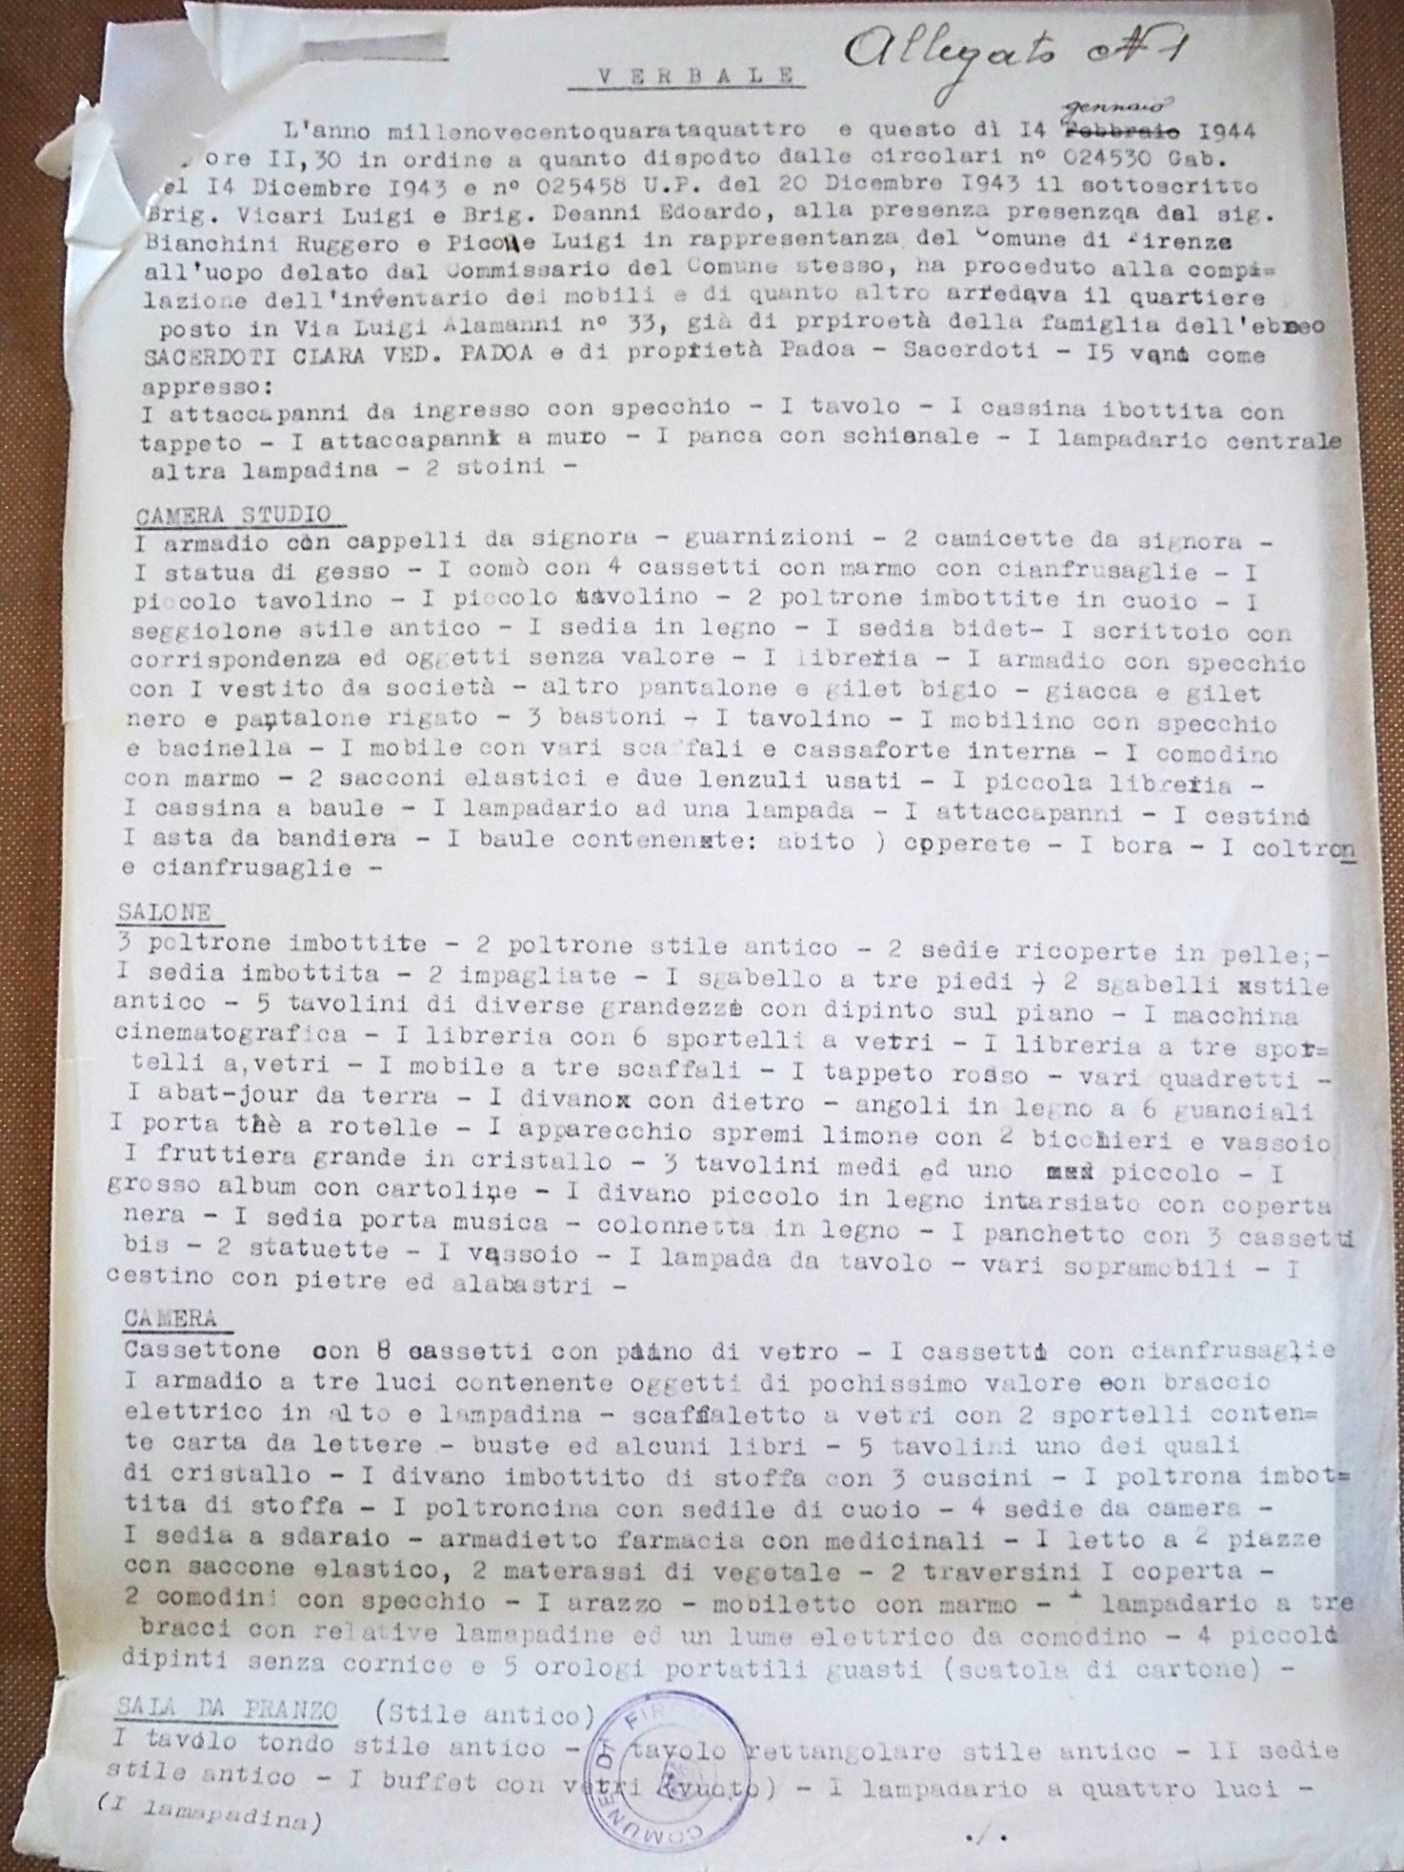 Allegato N 1
VERBALE
gennaio
L'anno millenovecentoquarataquattro e questo dì I4 Febbraio I944
ore II,30 in ordine a quanto dispodto dalle circolari nº 024530 Gab.
el I4 Dicembre I943 e nº 025458 U.P. del 20 Dicembre I943 il sottoscritto
Brig. Vicari Luigi e Brig. Deanni Edoardo, alla presenza presenzqa del sig.
Bianchini Ruggero e Picone Luigi in rappresentanza del Comune di Firenze
all'uopo delato dal Commissario del Comune stesso, ha proceduto alla compi=
lazione dell'inventario dei mobili e di quanto altro arredava il quartiere
posto in Via Luigi Alamanni nº 33, già di prpiroetà della famiglia dell'ebreo
SACERDOTI CLARA VED. PADOA e di proprietà Padoa - Sacerdoti - I5 vani come
appresso:
I attaccapanni da ingresso con specchio - I tavolo - I cassina ibottita con
tappeto - I attaccapanni a muro - I panca con schienale - I lampadario centrale
altra lampadina - 2 stoini -
CAMERA STUDIO
I armadio con cappelli da signora - guarnizioni - 2 camicette da signora -
I statua di gesso - I comò con 4 cassetti con marmo con cianfrusaglie - I
piccolo tavolino - I piccolo tavolino - 2 poltrone imbottite in cuoio - I
seggiolone stile antico - I sedia in legno - I sedia bidet- I scrittoio con
corrispondenza ed oggetti senza valore - I libreria - I armadio con specchio
con I vestito da società - altro pantalone e gilet bigio - giacca e gilet
nero e pantalone rigato - 3 bastoni - I tavolino - I mobilino con specchio
e bacinella - I mobile con vari scaffali e cassaforte interna - I comodino
con marmo - 2 sacconi elastici e due lenzuli usati - I piccola libreria -
I cassina a baule - I lampadario ad una lampada - I attaccapanni - I cestino
I asta da bandiera - I baule contenente: abito ) copperete - I bora - I coltron
e cianfrusaglie -
SALONE
3 poltrone imbottite - 2 poltrone stile antico - 2 sedie ricoperte in pelle;-
I sedia imbottita - 2 impagliate - I sgabello a tre piedi - 2 sgabelli xstile
antico - 5 tavolini di diverse grandezze con dipinto sul piano - I macchina
cinematografica - I libreria con 6 sportelli a vetri - I libreria a tre spor=
telli a,vetri - I mobile a tre scaffali - I tappeto rosso - vari quadretti -
I abat-jour da terra - I divanox con dietro - angoli in legno a 6 guanciali
I porta thè a rotelle - I apparecchio spremi limone con 2 bicchieri e vassoio
I fruttiera grande in cristallo - 3 tavolini medi ed uno piccolo - I
grosso album con cartoline - I divano piccolo in legno intarsiato con coperta
nera - I sedia porta musica - colonnetta in legno - I panchetto con 3 cassetti
bis - 2 statuette - I vassoio - I lampada da tavolo - vari sopramobili - I
cestino con pietre ed alabastri -
CAMERA
Cassettone con 8 cassetti con piano di vetro - I cassetto con cianfrusaglie
I armadio a tre luci contenente oggetti di pochissimo valore con braccio
elettrico in alto e lampadina - scaffaletto a vetri con 2 sportelli conten=
te carta da lettere - buste ed alcuni libri - 5 tavolini uno dei quali
di cristallo - I divano imbottito di stoffa con 3 cuscini - I poltrona imbot=
tita di stoffa - I poltroncina con sedile di cuoio - 4 sedie da camera -
I sedia a sdaraio - armadietto farmacia con medicinali - I letto a 2 piazze
con saccone elastico, 2 materassi di vegetale - 2 traversini I coperta -
2 comodini con specchio - I arazzo - mobiletto con marmo - I lampadario a tre
bracci con relative lamapadine ed un lume elettrico da comodino - 4 piccolo
dipinti senza cornice e 5 orologi portatili guasti (scatola di cartone) -
SALA DA PRANZO (Stile antico)
I tavolo tondo stile antico - I tavolo rettangolare stile antico - II sedie
stile antico - I buffet con vetri (vuoto) - I lampadario a quattro luci -
(I lamapadina)
COMUNE DI FIRENZE
./.